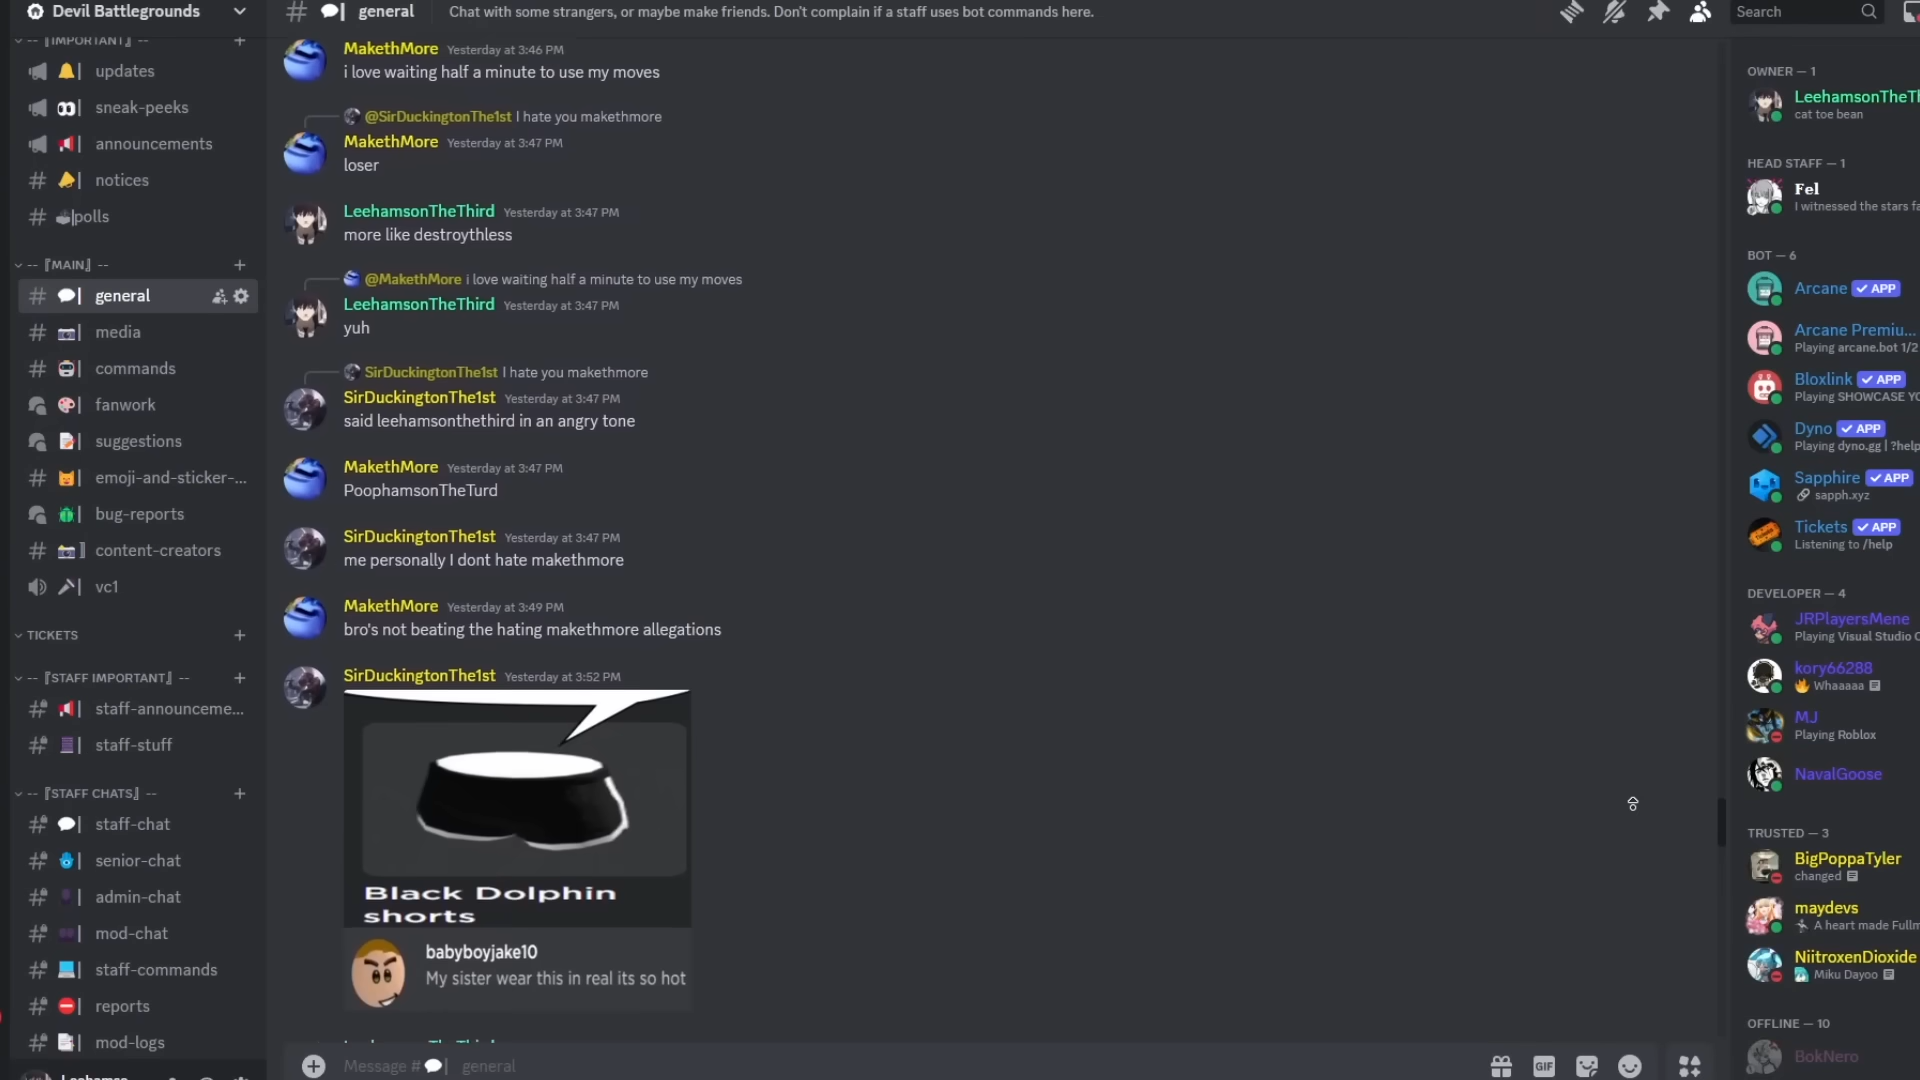 Devil Battlegrounds
-- 『IMPORTANT』 --
updates
sneak-peeks
announcements
notices
polls
-- 『MAIN』 --
general
media
commands
fanwork
suggestions
emoji-and-sticker-...
bug-reports
content-creators
vc1
TICKETS
-- 『STAFF IMPORTANT』 --
staff-announceme...
staff-stuff
-- 『STAFF CHATS』 --
staff-chat
senior-chat
admin-chat
mod-chat
staff-commands
reports
mod-logs
general Chat with some strangers, or maybe make friends. Don't complain if a staff uses bot commands here.
Search
MakethMore Yesterday at 3:46 PM
i love waiting half a minute to use my moves
@SirDuckingtonThe1st I hate you makethmore
MakethMore Yesterday at 3:47 PM
loser
LeehamsonTheThird Yesterday at 3:47 PM
more like destroythless
@MakethMore i love waiting half a minute to use my moves
LeehamsonTheThird Yesterday at 3:47 PM
yuh
SirDuckingtonThe1st I hate you makethmore
SirDuckingtonThe1st Yesterday at 3:47 PM
said leehamsonthethird in an angry tone
MakethMore Yesterday at 3:47 PM
PoophamsonTheTurd
SirDuckingtonThe1st Yesterday at 3:47 PM
me personally I dont hate makethmore
MakethMore Yesterday at 3:49 PM
bro's not beating the hating makethmore allegations
SirDuckingtonThe1st Yesterday at 3:52 PM
Black Dolphin
shorts
babyboyjake10
My sister wear this in real its so hot
Message # general
GIF
OWNER — 1
LeehamsonTheTh
cat toe bean
HEAD STAFF — 1
Fel
I witnessed the stars fa
BOT — 6
Arcane ✓ APP
Arcane Premiu...
Playing arcane.bot 1/2
Bloxlink ✓ APP
Playing SHOWCASE YO
Dyno ✓ APP
Playing dyno.gg | ?help
Sapphire ✓ APP
sapph.xyz
Tickets ✓ APP
Listening to /help
DEVELOPER — 4
JRPlayersMene
Playing Visual Studio C
kory66288
Whaaaaa
MJ
Playing Roblox
NavalGoose
TRUSTED — 3
BigPoppaTyler
changed
maydevs
A heart made Fullm
NiitroxenDioxide
Miku Dayoo
OFFLINE — 10
BokNero